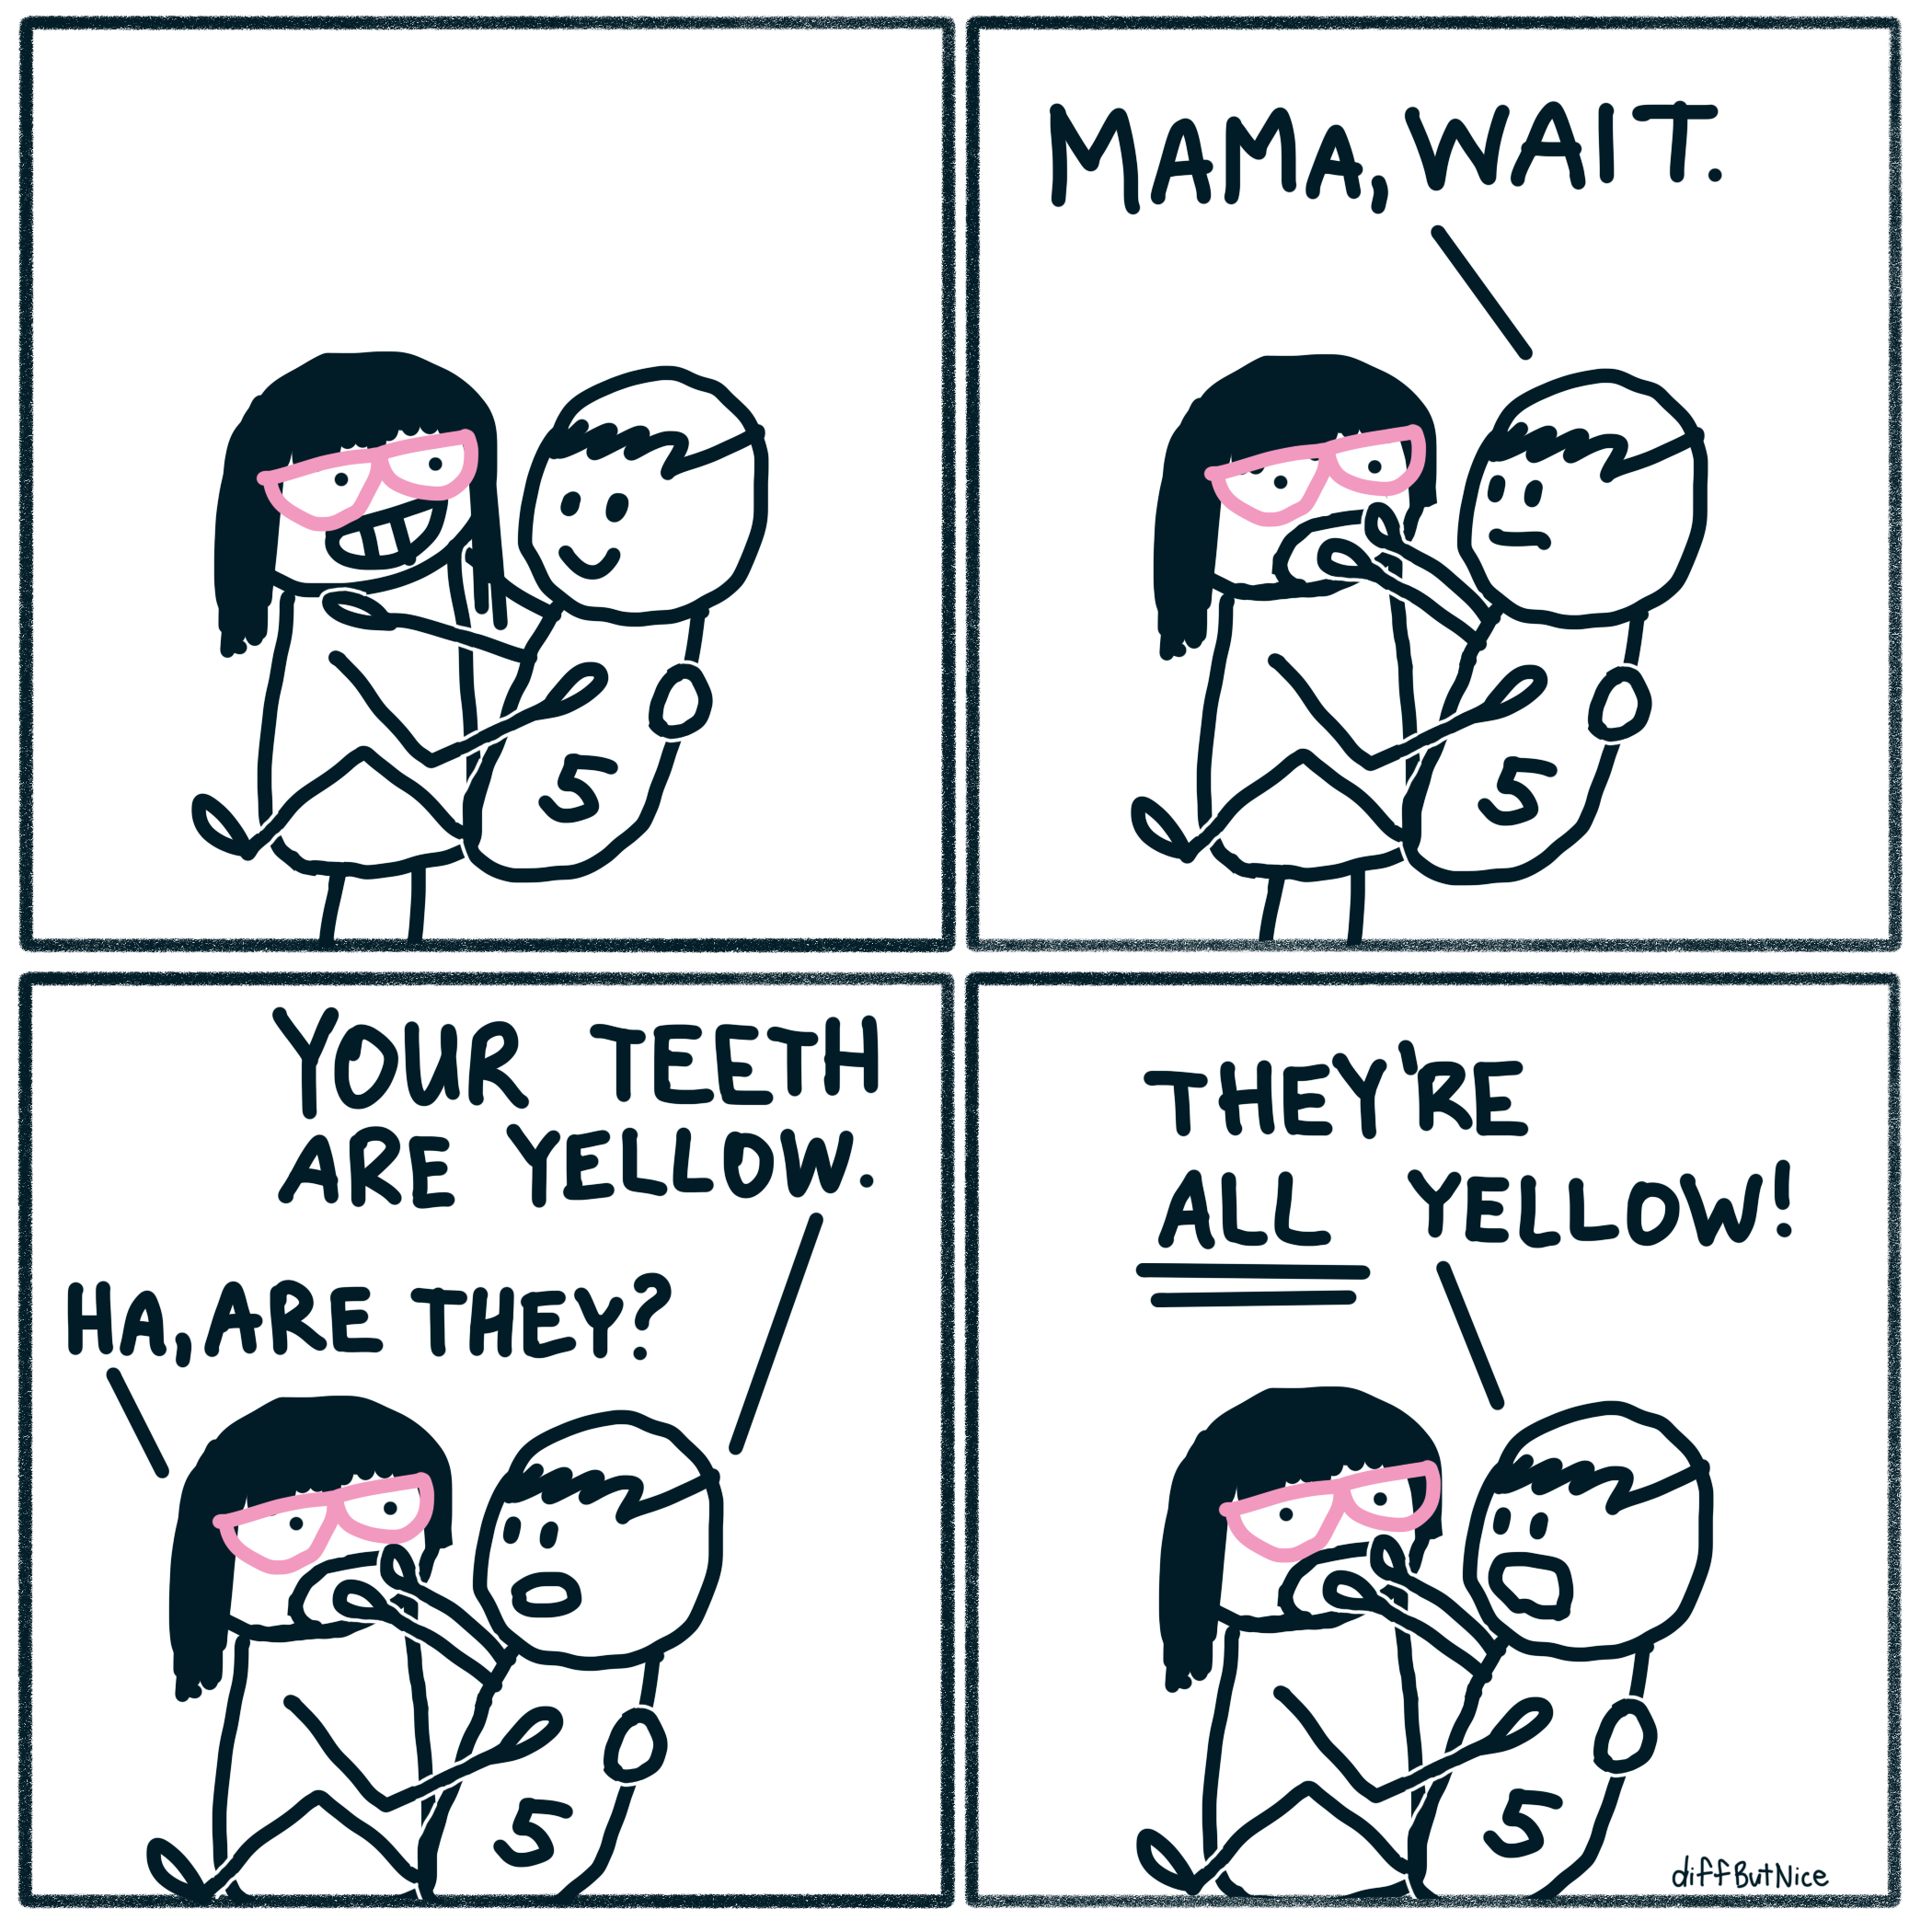 5
MAMA, WAIT.
5
YOUR TEETH
ARE YELLOW.
HA, ARE THEY?
5
THEY'RE
ALL YELLOW!
5
diffButNice